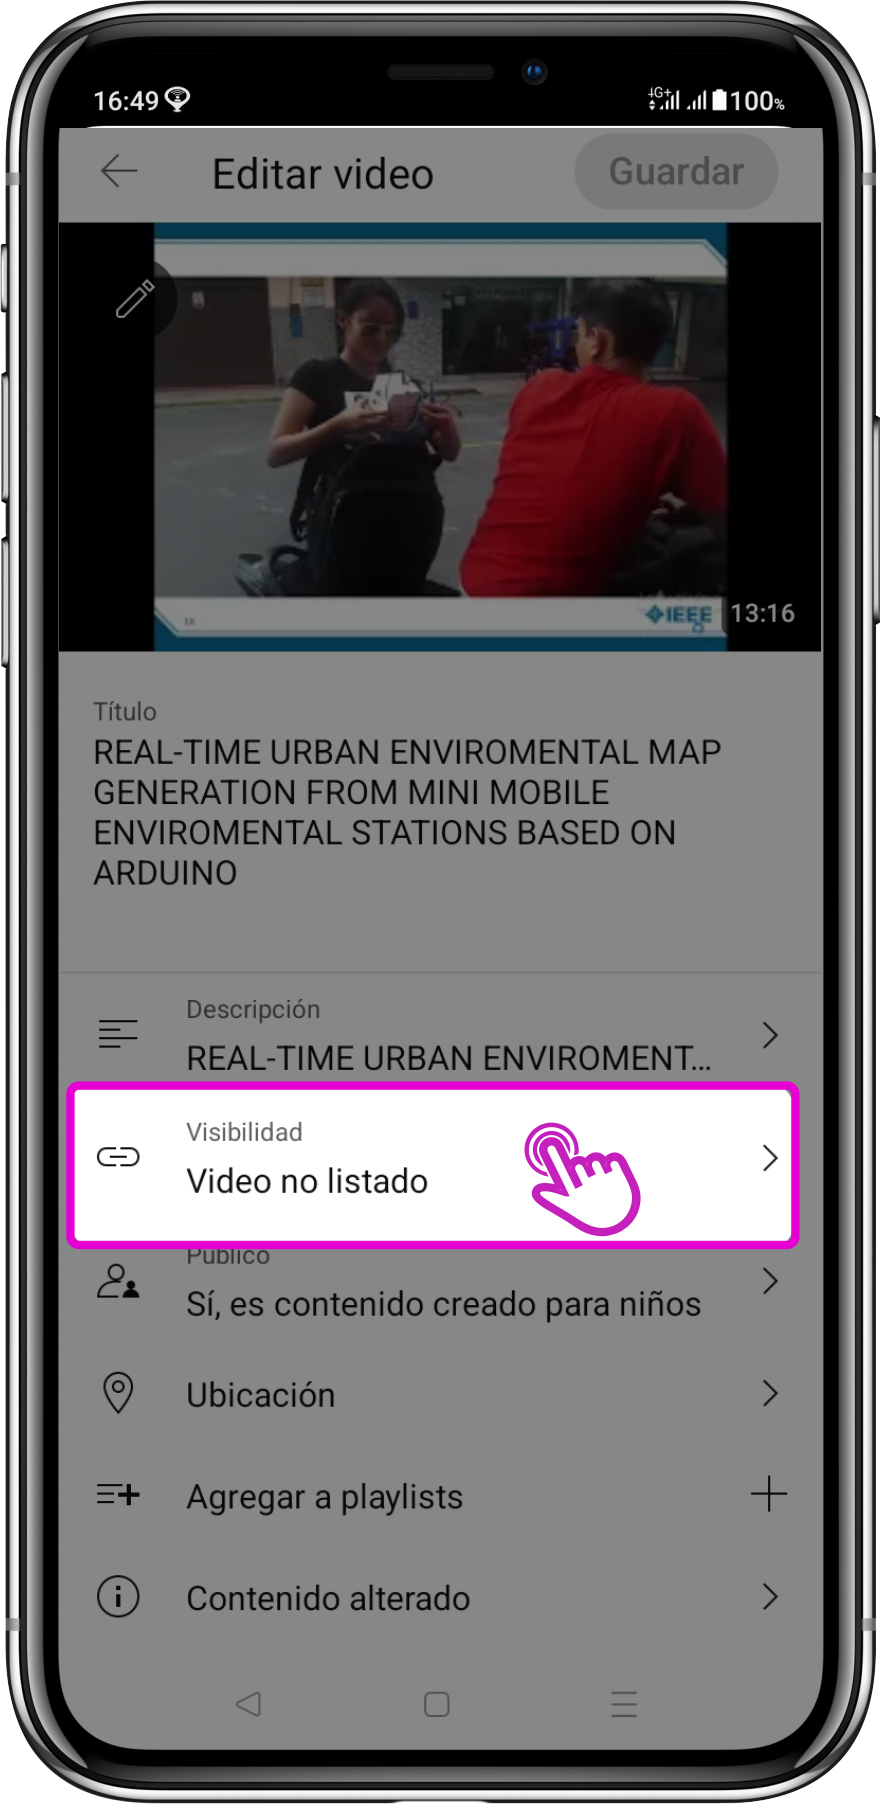 16:49 4G+ 100%
Editar video Guardar
16 IEEE 13:16
Título
REAL-TIME URBAN ENVIROMENTAL MAP
GENERATION FROM MINI MOBILE
ENVIROMENTAL STATIONS BASED ON
ARDUINO
Descripción
REAL-TIME URBAN ENVIROMENT...
Visibilidad
Video no listado
Público
Sí, es contenido creado para niños
Ubicación
Agregar a playlists
Contenido alterado